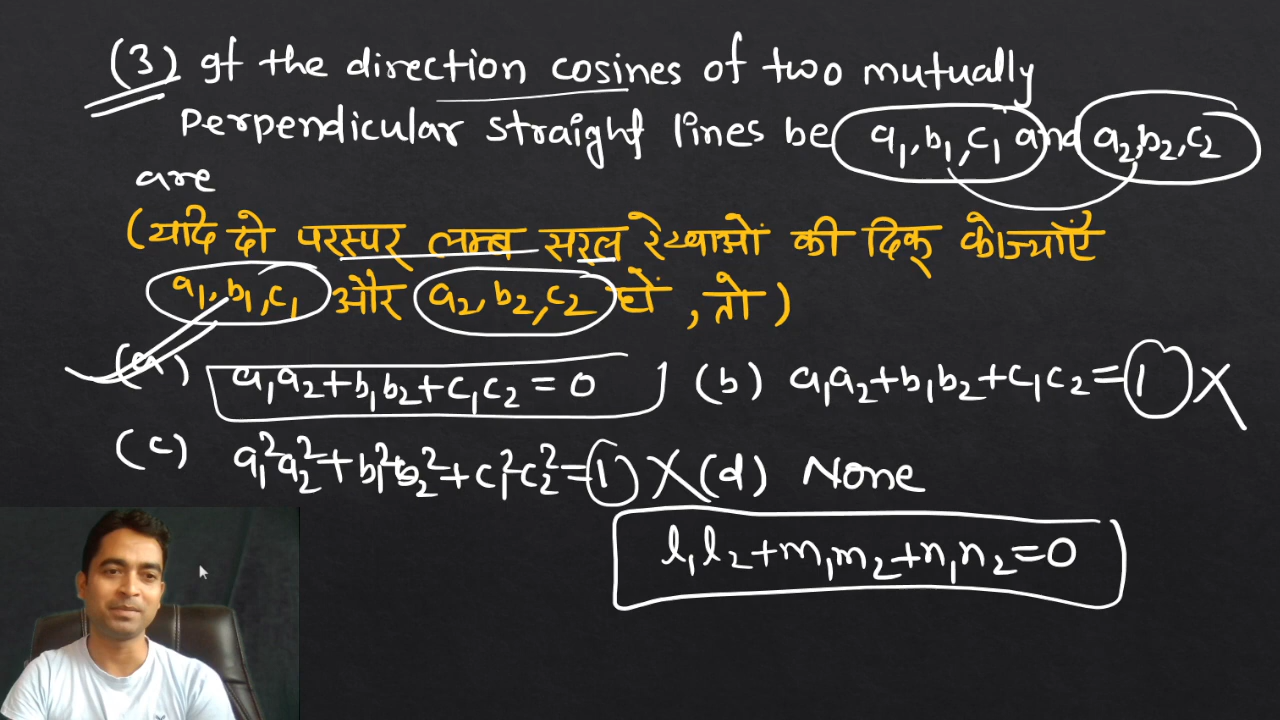 (3) If the direction cosines of two mutually
perpendicular straight lines be a₁,b₁,c₁ and a₂,b₂,c₂
are
(यदि दो परस्पर लम्ब सरल रेखाओं की दिक् कोज्याएँ
a₁,b₁,c₁ और a₂,b₂,c₂ हों, तो)
(a) a₁a₂+b₁b₂+c₁c₂=0 (b) a₁a₂+b₁b₂+c₁c₂=1 X
(c) a₁²a₂²+b₁²b₂²+c₁²c₂²=1 X (d) None
l₁l₂+m₁m₂+n₁n₂=0